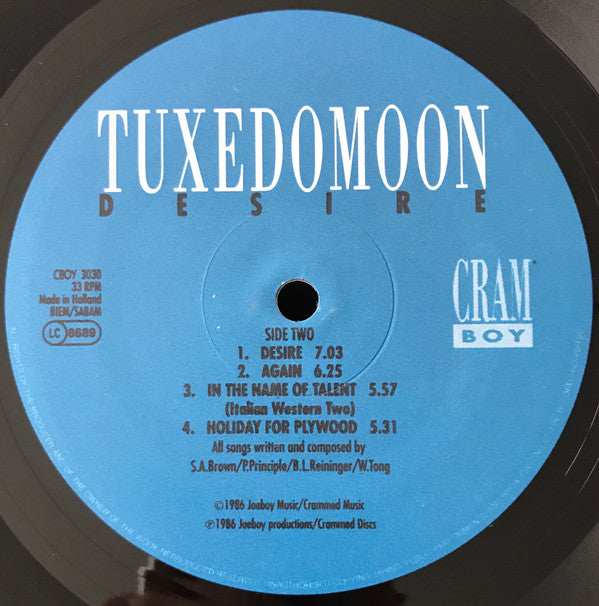 TUXEDOMOON
DESIRE
CBOY 3030
33 RPM
Made in Holland
BIEM/SABAM
LC 8689
CRAM
BOY
SIDE TWO
1. DESIRE 7.03
2. AGAIN 6.25
3. IN THE NAME OF TALENT 5.57
(Italian Western Two)
4. HOLIDAY FOR PLYWOOD 5.31
All songs written and composed by
S.A.Brown/P.Principle/B.L.Reininger/W.Tong
©1986 Joeboy Music/Crammed Music
℗1986 Joeboy productions/Crammed Discs